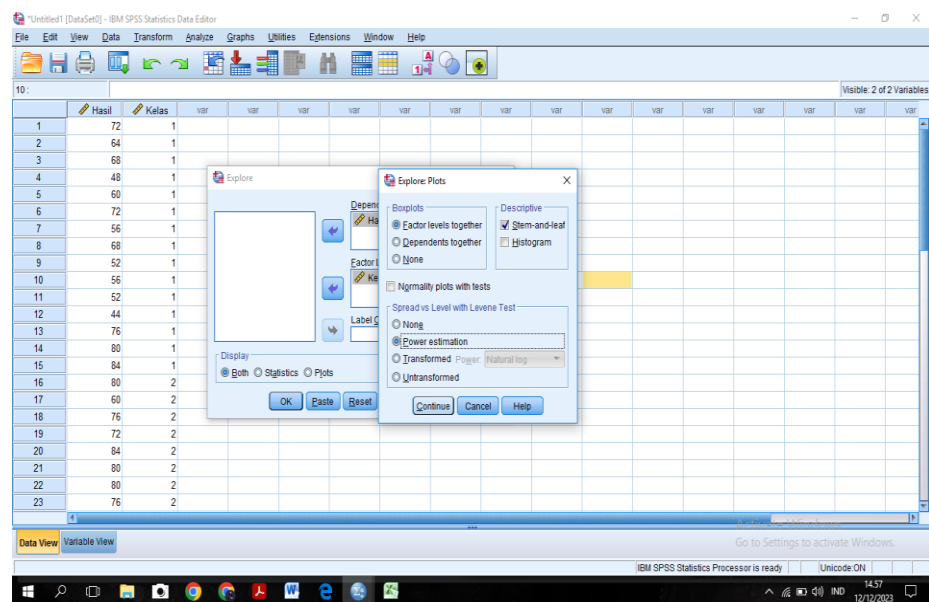 *Untitled1 [DataSet0] - IBM SPSS Statistics Data Editor
File Edit View Data Transform Analyze Graphs Utilities Extensions Window Help
10 :
Visible: 2 of 2 Variables
Hasil Kelas var var var var var var var var var var var var var var var
1 72 1
2 64 1
3 68 1
4 48 1
5 60 1
6 72 1
7 56 1
8 68 1
9 52 1
10 56 1
11 52 1
12 44 1
13 76 1
14 80 1
15 84 1
16 80 2
17 60 2
18 76 2
19 72 2
20 84 2
21 80 2
22 80 2
23 76 2
Explore
Depend
Ha
Factor L
Ke
Label C
Display
Both Statistics Plots
OK Paste Reset
Explore: Plots
Boxplots
Factor levels together
Dependents together
None
Descriptive
Stem-and-leaf
Histogram
Normality plots with tests
Spread vs Level with Levene Test
None
Power estimation
Transformed Power: Natural log
Untransformed
Continue Cancel Help
Data View Variable View
Go to Settings to activate Windows.
IBM SPSS Statistics Processor is ready Unicode:ON
IND
14.57
12/12/2023